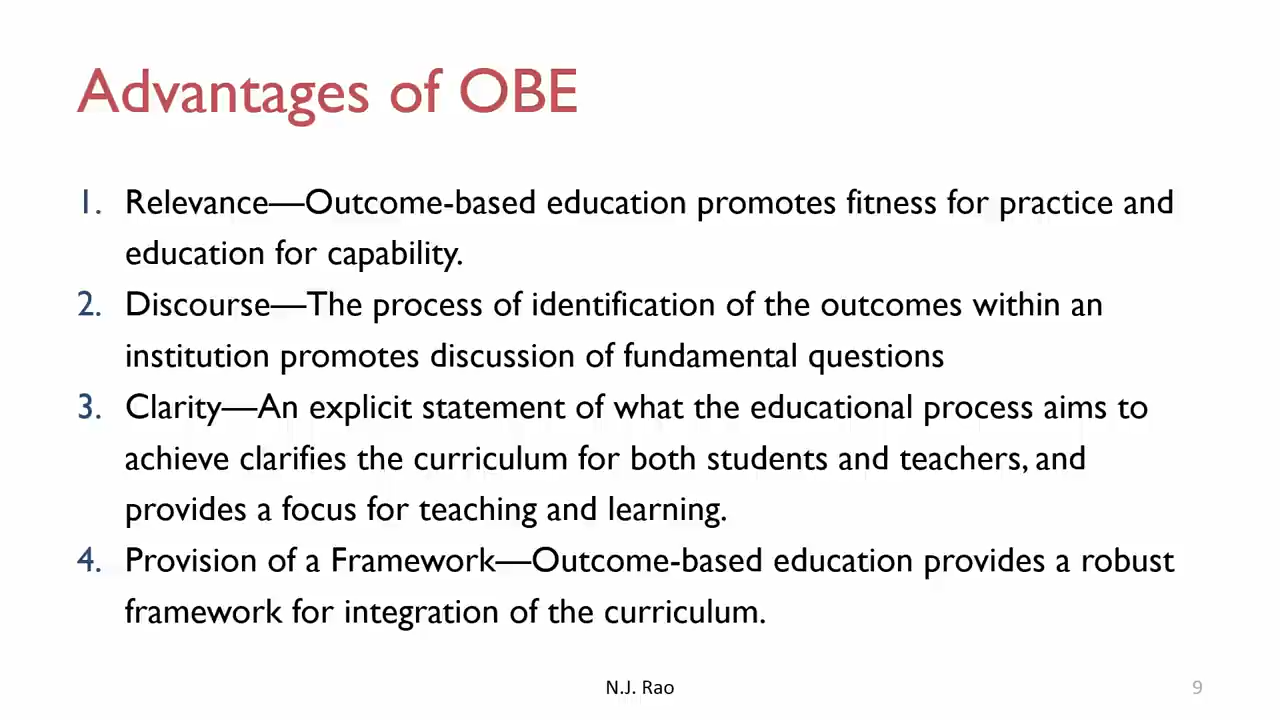 Advantages of OBE
1. Relevance—Outcome-based education promotes fitness for practice and
education for capability.
2. Discourse—The process of identification of the outcomes within an
institution promotes discussion of fundamental questions
3. Clarity—An explicit statement of what the educational process aims to
achieve clarifies the curriculum for both students and teachers, and
provides a focus for teaching and learning.
4. Provision of a Framework—Outcome-based education provides a robust
framework for integration of the curriculum.
N.J. Rao
9